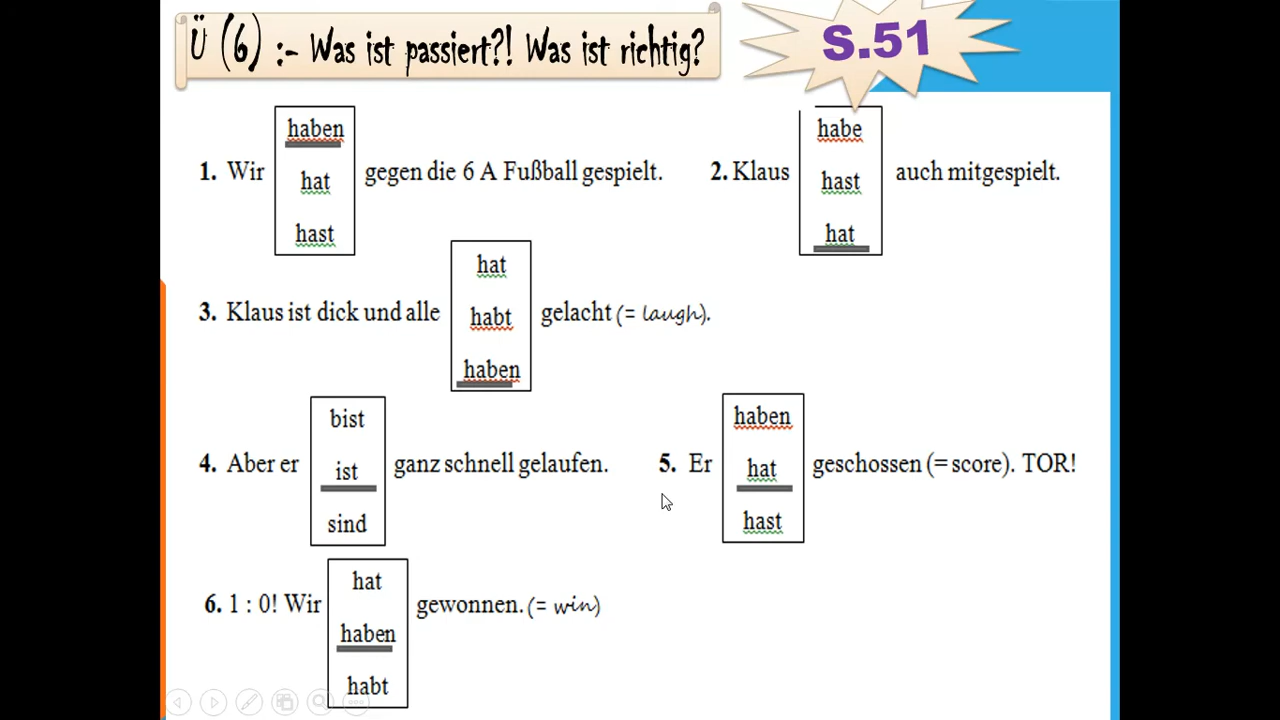 Ü (6) :- Was ist passiert?! Was ist richtig?
S.51
haben
1. Wir hat gegen die 6 A Fußball gespielt.
hast
habe
2. Klaus hast auch mitgespielt.
hat
hat
3. Klaus ist dick und alle habt gelacht (= laugh).
haben
bist
4. Aber er ist ganz schnell gelaufen.
sind
haben
5. Er hat geschossen (= score). TOR!
hast
hat
6. 1 : 0! Wir haben gewonnen. (= win)
habt